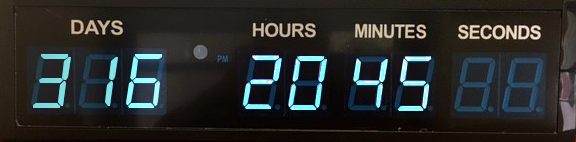 DAYS HOURS MINUTES SECONDS
PM
316 20 45